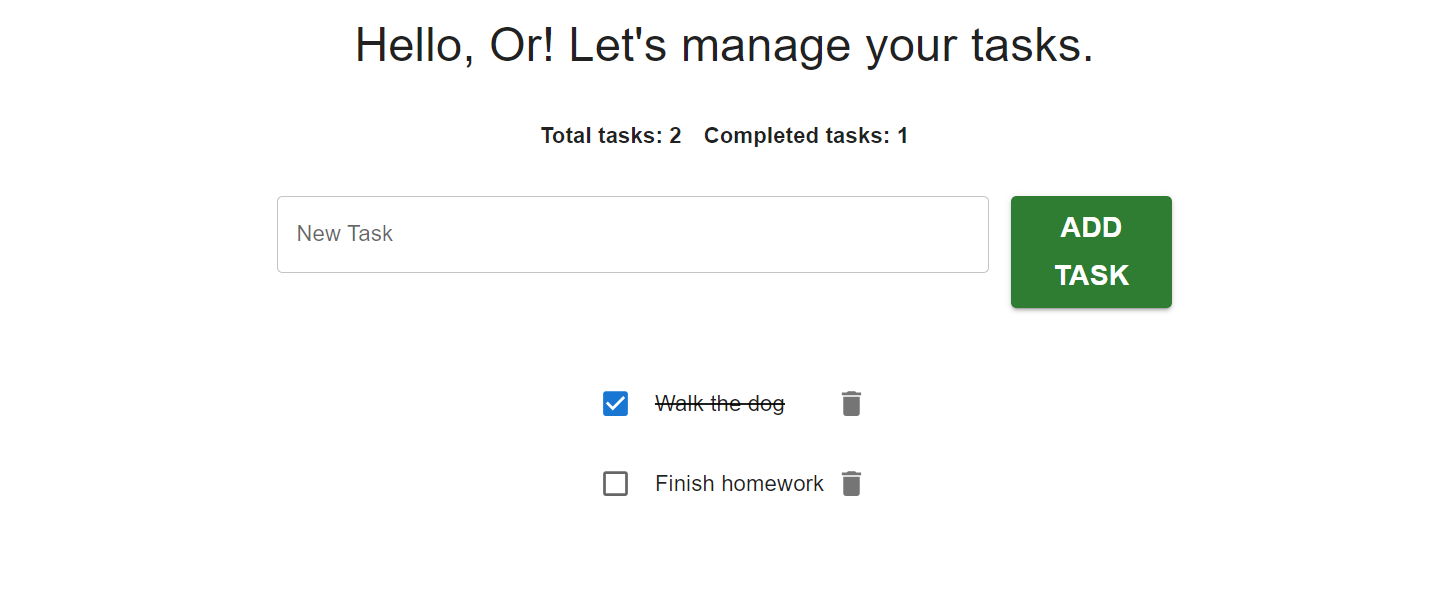 Hello, Or! Let's manage your tasks.
Total tasks: 2 Completed tasks: 1
New Task
ADD
TASK
Walk the dog
Finish homework